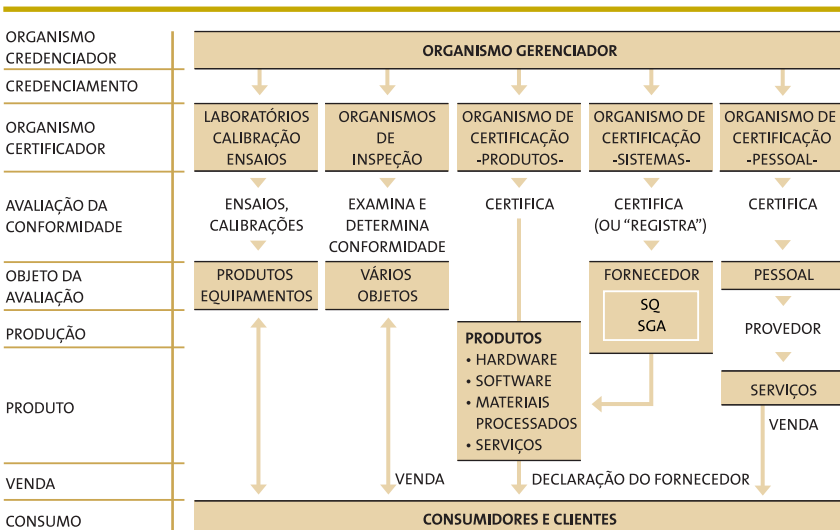 ORGANISMO
CREDENCIADOR
ORGANISMO GERENCIADOR
CREDENCIAMENTO
ORGANISMO
CERTIFICADOR
LABORATÓRIOS
CALIBRAÇÃO
ENSAIOS
ORGANISMOS
DE
INSPEÇÃO
ORGANISMO DE
CERTIFICAÇÃO
-PRODUTOS-
ORGANISMO DE
CERTIFICAÇÃO
-SISTEMAS-
ORGANISMO DE
CERTIFICAÇÃO
-PESSOAL-
AVALIAÇÃO DA
CONFORMIDADE
ENSAIOS,
CALIBRAÇÕES
EXAMINA E
DETERMINA
CONFORMIDADE
CERTIFICA
CERTIFICA
(OU “REGISTRA”)
CERTIFICA
OBJETO DA
AVALIAÇÃO
PRODUTOS
EQUIPAMENTOS
VÁRIOS
OBJETOS
FORNECEDOR
SQ
SGA
PESSOAL
PRODUÇÃO
PROVEDOR
PRODUTO
PRODUTOS
• HARDWARE
• SOFTWARE
• MATERIAIS
PROCESSADOS
• SERVIÇOS
SERVIÇOS
VENDA
VENDA
VENDA
DECLARAÇÃO DO FORNECEDOR
CONSUMO
CONSUMIDORES E CLIENTES